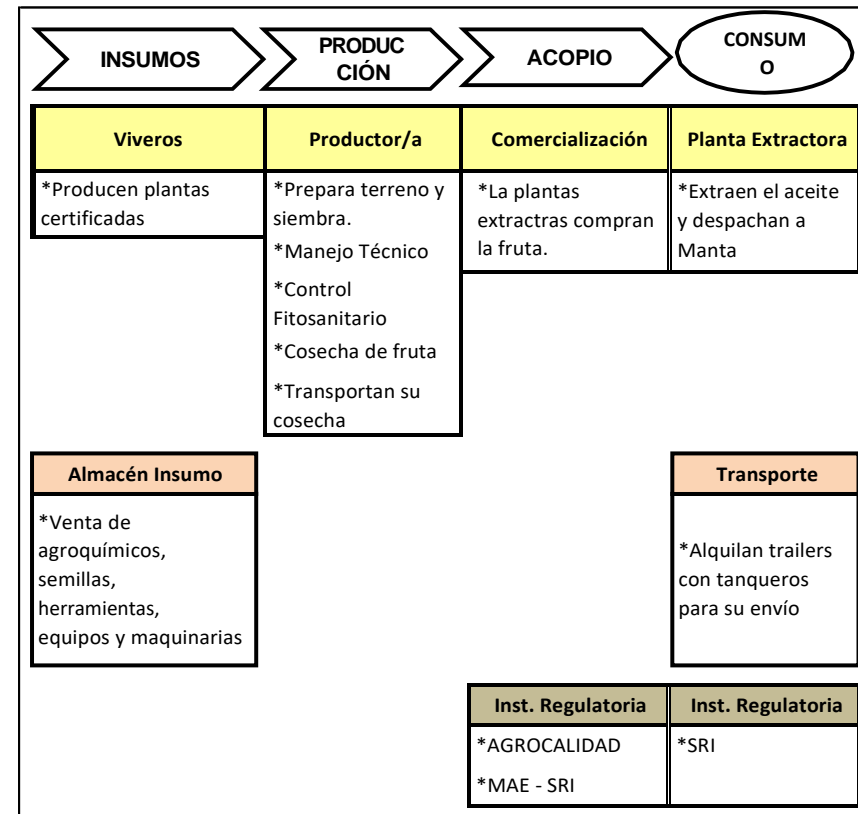 INSUMOS
PRODUC
CIÓN
ACOPIO
CONSUM
O
Viveros
Productor/a
Comercialización
Planta Extractora
*Producen plantas
certificadas
*Prepara terreno y
siembra.
*Manejo Técnico
*Control
Fitosanitario
*Cosecha de fruta
*Transportan su
cosecha
*La plantas
extractras compran
la fruta.
*Extraen el aceite
y despachan a
Manta
Almacén Insumo
*Venta de
agroquímicos,
semillas,
herramientas,
equipos y maquinarias
Transporte
*Alquilan trailers
con tanqueros
para su envío
Inst. Regulatoria
Inst. Regulatoria
*AGROCALIDAD
*MAE - SRI
*SRI